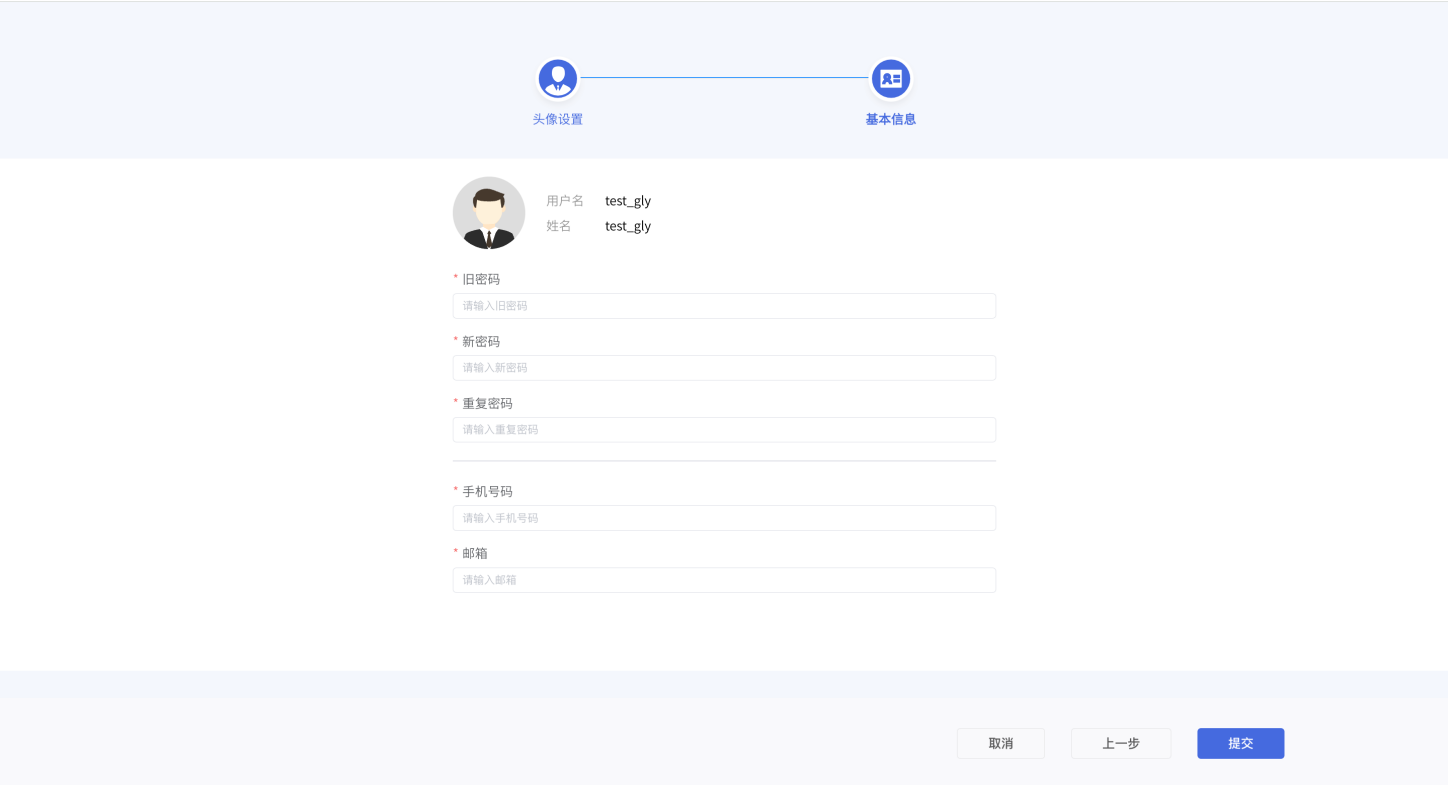 头像设置
基本信息
用户名 test_gly
姓名 test_gly
* 旧密码
请输入旧密码
* 新密码
请输入新密码
* 重复密码
请输入重复密码
* 手机号码
请输入手机号码
* 邮箱
请输入邮箱
取消 上一步 提交